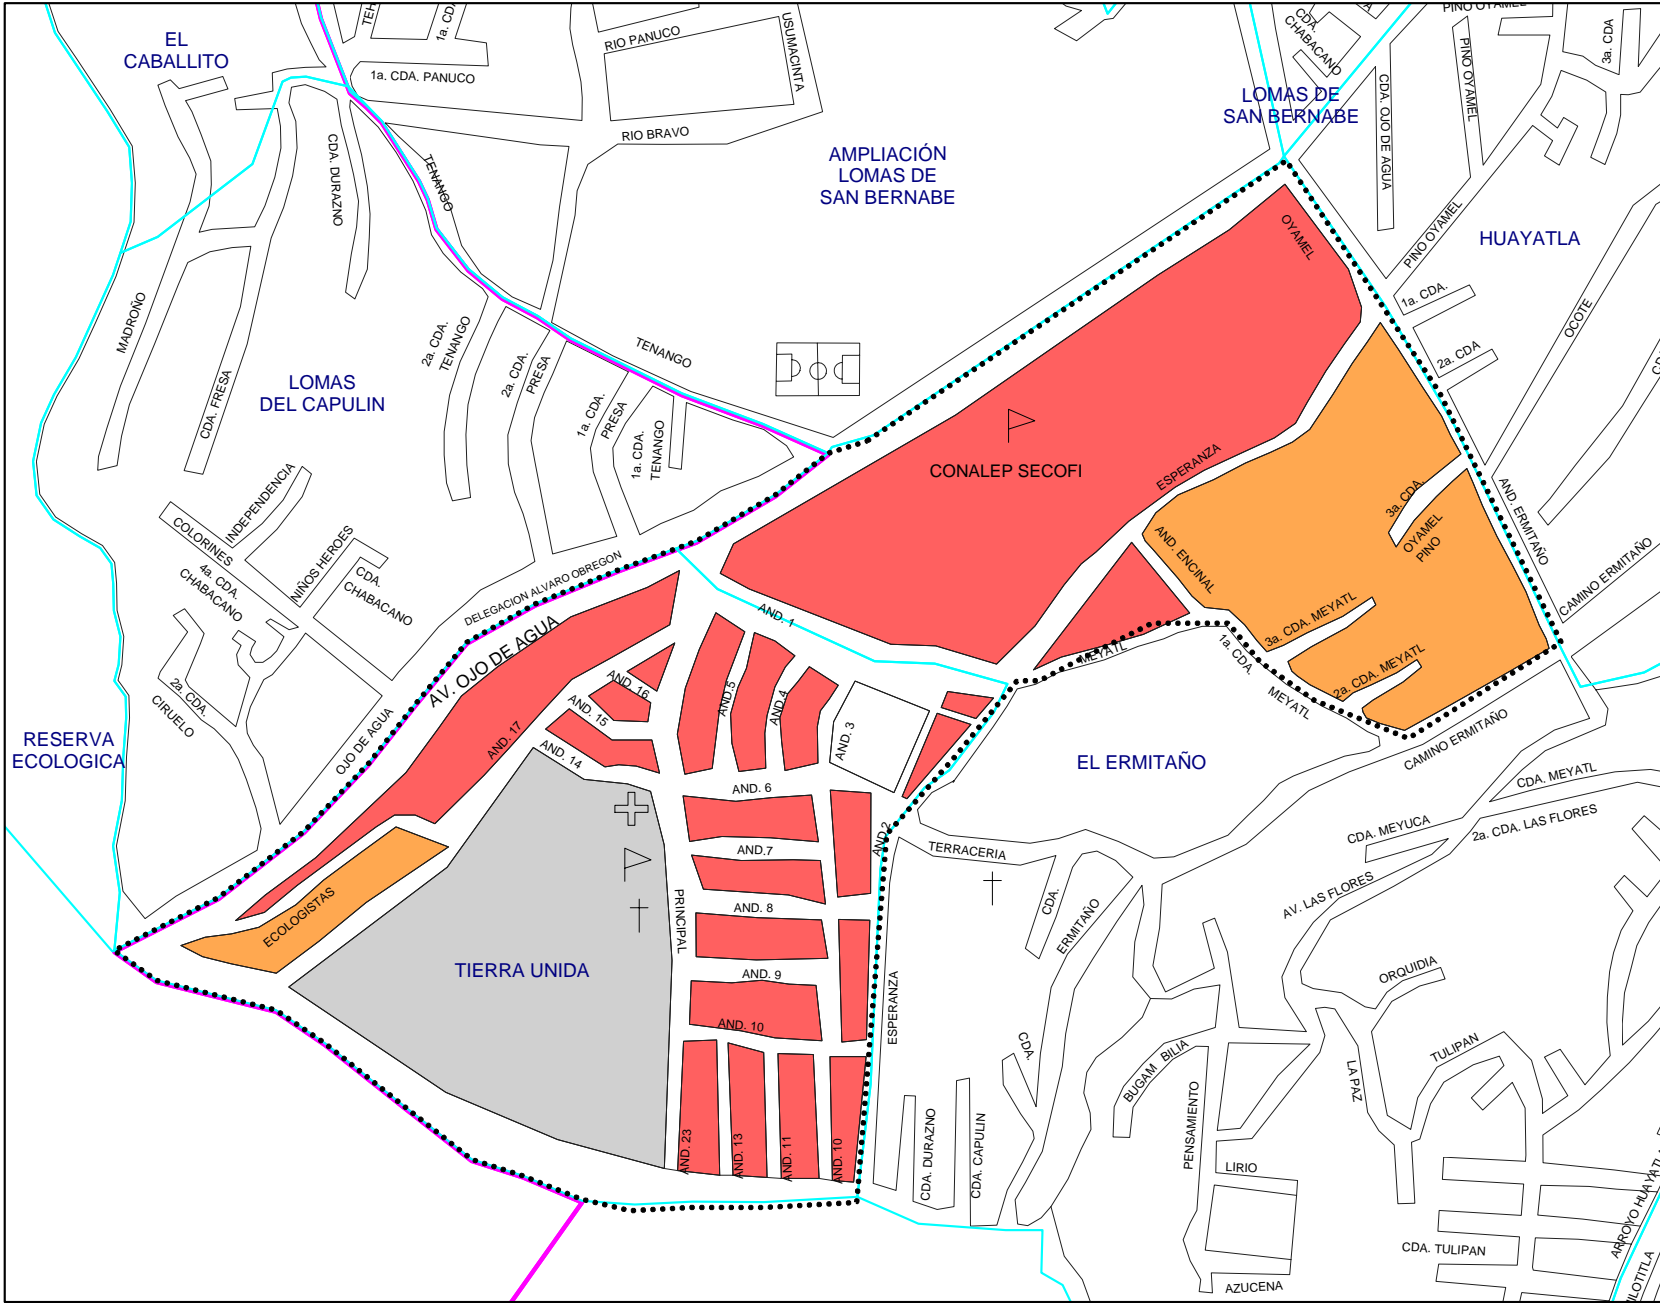 EL
CABALLITO
1a. CDA. PANUCO
RIO PANUCO
USUMACINTA
RIO BRAVO
TENANGO
CDA. DURAZNO
CDA.
CHABACANO
LOMAS DE
SAN BERNABE
PINO OYAMEL
PINO OYAMEL
3a. CDA
CDA. OJO DE AGUA
AMPLIACIÓN
LOMAS DE
SAN BERNABE
HUAYATLA
PINO OYAMEL
OYAMEL
1a. CDA.
2a. CDA
OCOTE
MADROÑO
CDA. FRESA
LOMAS
DEL CAPULIN
2a. CDA.
TENANGO
2a. CDA.
PRESA
1a. CDA.
PRESA
1a. CDA.
TENANGO
TENANGO
CONALEP SECOFI
ESPERANZA
3a. CDA.
OYAMEL
PINO
AND. ENCINAL
AND. ERMITAÑO
CAMINO ERMITAÑO
COLORINES
INDEPENDENCIA
4a. CDA.
CHABACANO
NIÑOS HEROES
CDA.
CHABACANO
DELEGACION ALVARO OBREGON
AV. OJO DE AGUA
OJO DE AGUA
2a. CDA.
CIRUELO
RESERVA
ECOLOGICA
AND. 1
AND. 16
AND. 15
AND. 14
AND. 17
AND.5
AND.4
AND. 3
MEYATL
1a. CDA.
MEYATL
3a. CDA. MEYATL
2a. CDA. MEYATL
EL ERMITAÑO
CAMINO ERMITAÑO
CDA. MEYATL
CDA. MEYUCA
2a. CDA. LAS FLORES
AV. LAS FLORES
AND. 6
AND.7
AND. 8
AND. 9
AND. 10
AND.2
TERRACERIA
CDA.
ERMITAÑO
ECOLOGISTAS
TIERRA UNIDA
PRINCIPAL
ESPERANZA
ORQUIDIA
TULIPAN
LA PAZ
CDA.
BUGAM BILIA
PENSAMIENTO
AND. 23
AND. 13
AND. 11
AND. 10
CDA. DURAZNO
CDA. CAPULIN
LIRIO
AZUCENA
CDA. TULIPAN